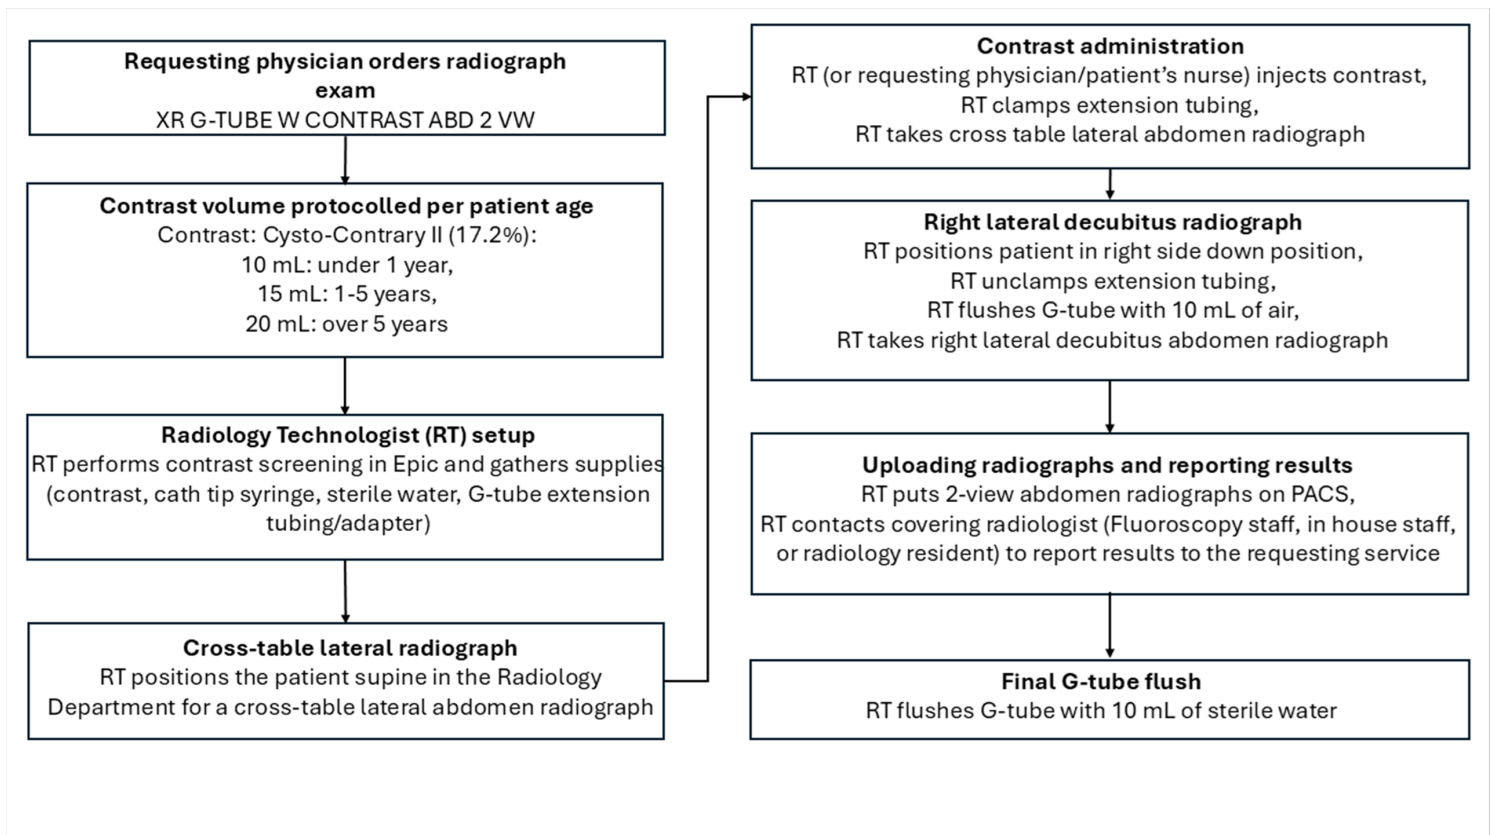 Requesting physician orders radiograph
exam
XR G-TUBE W CONTRAST ABD 2 VW
Contrast volume protocolled per patient age
Contrast: Cysto-Contrary II (17.2%):
10 mL: under 1 year,
15 mL: 1-5 years,
20 mL: over 5 years
Radiology Technologist (RT) setup
RT performs contrast screening in Epic and gathers supplies
(contrast, cath tip syringe, sterile water, G-tube extension
tubing/adapter)
Cross-table lateral radiograph
RT positions the patient supine in the Radiology
Department for a cross-table lateral abdomen radiograph
Contrast administration
RT (or requesting physician/patient’s nurse) injects contrast,
RT clamps extension tubing,
RT takes cross table lateral abdomen radiograph
Right lateral decubitus radiograph
RT positions patient in right side down position,
RT unclamps extension tubing,
RT flushes G-tube with 10 mL of air,
RT takes right lateral decubitus abdomen radiograph
Uploading radiographs and reporting results
RT puts 2-view abdomen radiographs on PACS,
RT contacts covering radiologist (Fluoroscopy staff, in house staff,
or radiology resident) to report results to the requesting service
Final G-tube flush
RT flushes G-tube with 10 mL of sterile water